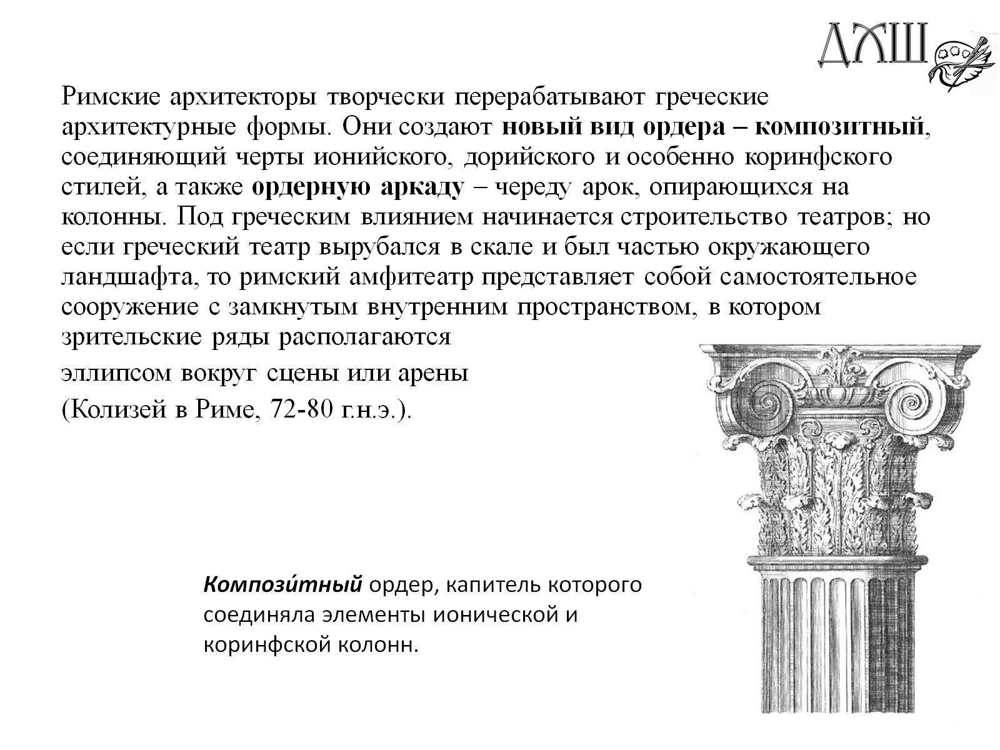 ДХШ
Римские архитекторы творчески перерабатывают греческие
архитектурные формы. Они создают новый вид ордера – композитный,
соединяющий черты ионийского, дорийского и особенно коринфского
стилей, а также ордерную аркаду – череду арок, опирающихся на
колонны. Под греческим влиянием начинается строительство театров; но
если греческий театр вырубался в скале и был частью окружающего
ландшафта, то римский амфитеатр представляет собой самостоятельное
сооружение с замкнутым внутренним пространством, в котором
зрительские ряды располагаются
эллипсом вокруг сцены или арены
(Колизей в Риме, 72-80 г.н.э.).
Компози́тный ордер, капитель которого
соединяла элементы ионической и
коринфской колонн.